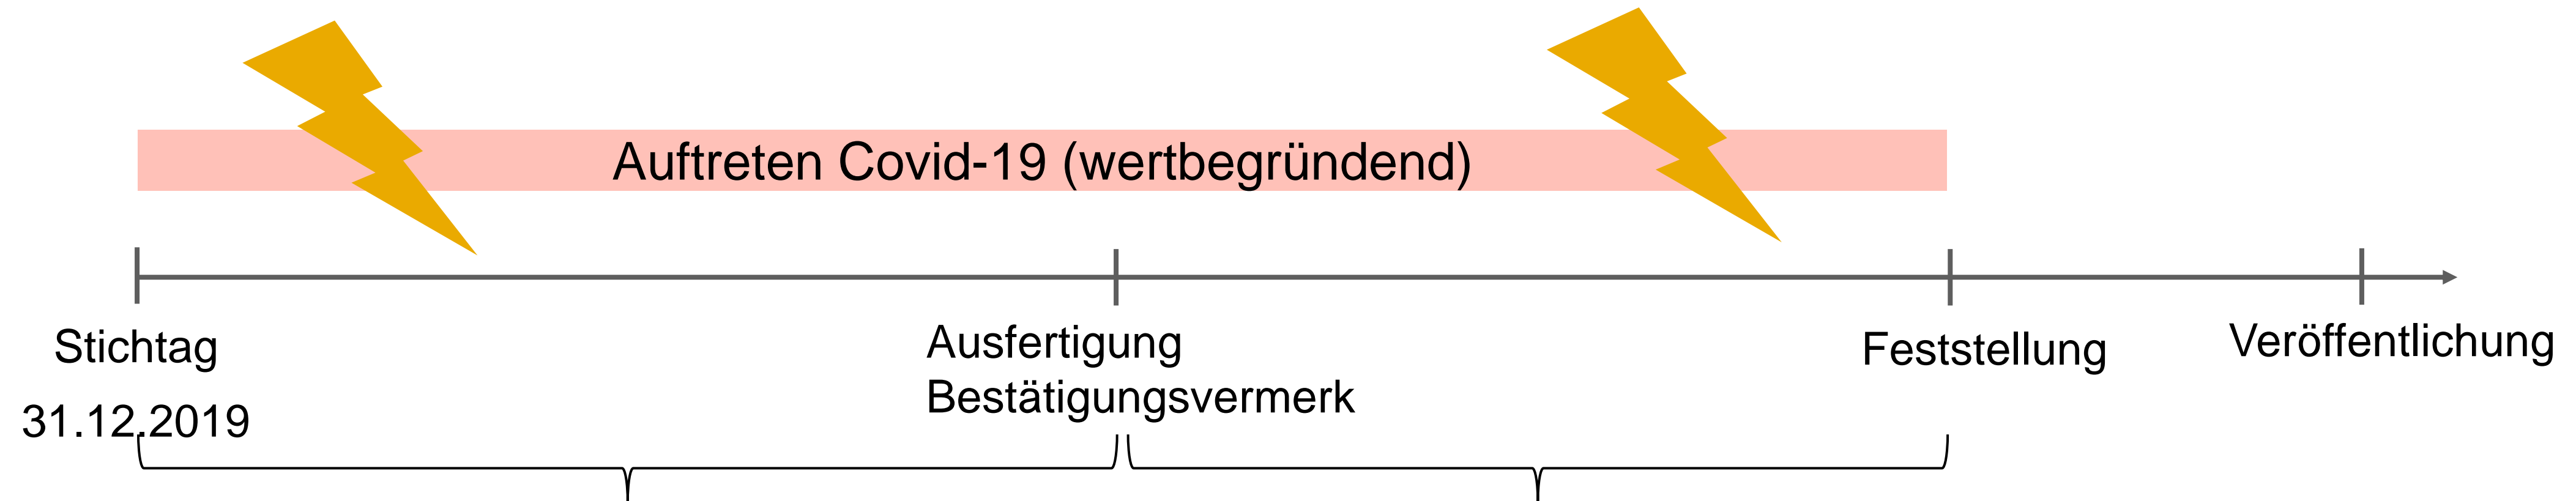 Auftreten Covid-19 (wertbegründend)
Stichtag
31.12.2019
Ausfertigung
Bestätigungsvermerk
Feststellung
Veröffentlichung